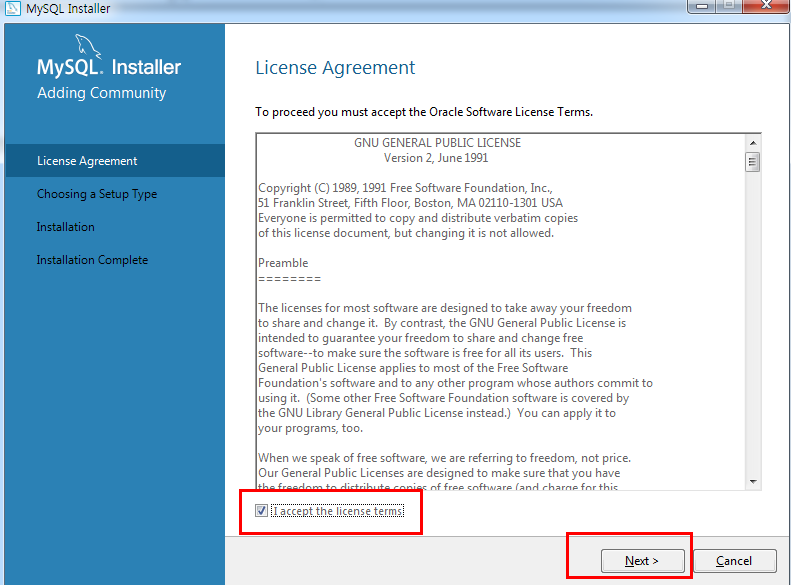 MySQL Installer
MySQL. Installer
Adding Community
License Agreement
Choosing a Setup Type
Installation
Installation Complete
License Agreement
To proceed you must accept the Oracle Software License Terms.
GNU GENERAL PUBLIC LICENSE
Version 2, June 1991
Copyright (C) 1989, 1991 Free Software Foundation, Inc.,
51 Franklin Street, Fifth Floor, Boston, MA 02110-1301 USA
Everyone is permitted to copy and distribute verbatim copies
of this license document, but changing it is not allowed.
Preamble
========
The licenses for most software are designed to take away your freedom
to share and change it.  By contrast, the GNU General Public License is
intended to guarantee your freedom to share and change free
software--to make sure the software is free for all its users.  This
General Public License applies to most of the Free Software
Foundation's software and to any other program whose authors commit to
using it.  (Some other Free Software Foundation software is covered by
the GNU Library General Public License instead.)  You can apply it to
your programs, too.
When we speak of free software, we are referring to freedom, not price.
Our General Public Licenses are designed to make sure that you have
the freedom to distribute copies of free software (and charge for this
I accept the license terms
Next >
Cancel